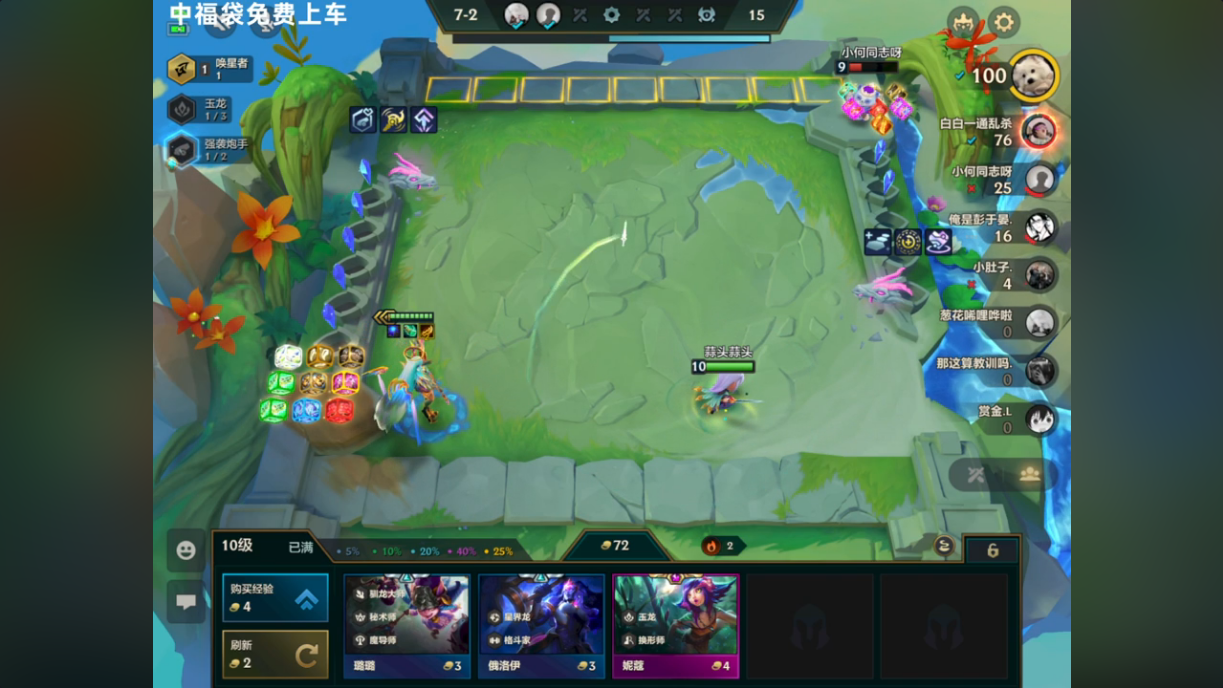 中福袋免费上车
7-2
15
唤星者
1
1
玉龙
1/3
强袭炮手
1/2
小何同志呀
9
100
白白一通乱杀
76
小何同志呀
25
俺是彭于晏.
16
小肚子.
4
葱花唏哩哗啦
0
那这算教训吗.
0
赏金.L
0
蒜头蒜头
10
10级
已满
5%
10%
20%
40%
25%
72
2
6
购买经验
4
刷新
2
驯龙大师
秘术师
魔导师
璐璐
3
星界龙
格斗家
俄洛伊
3
玉龙
换形师
妮蔻
4